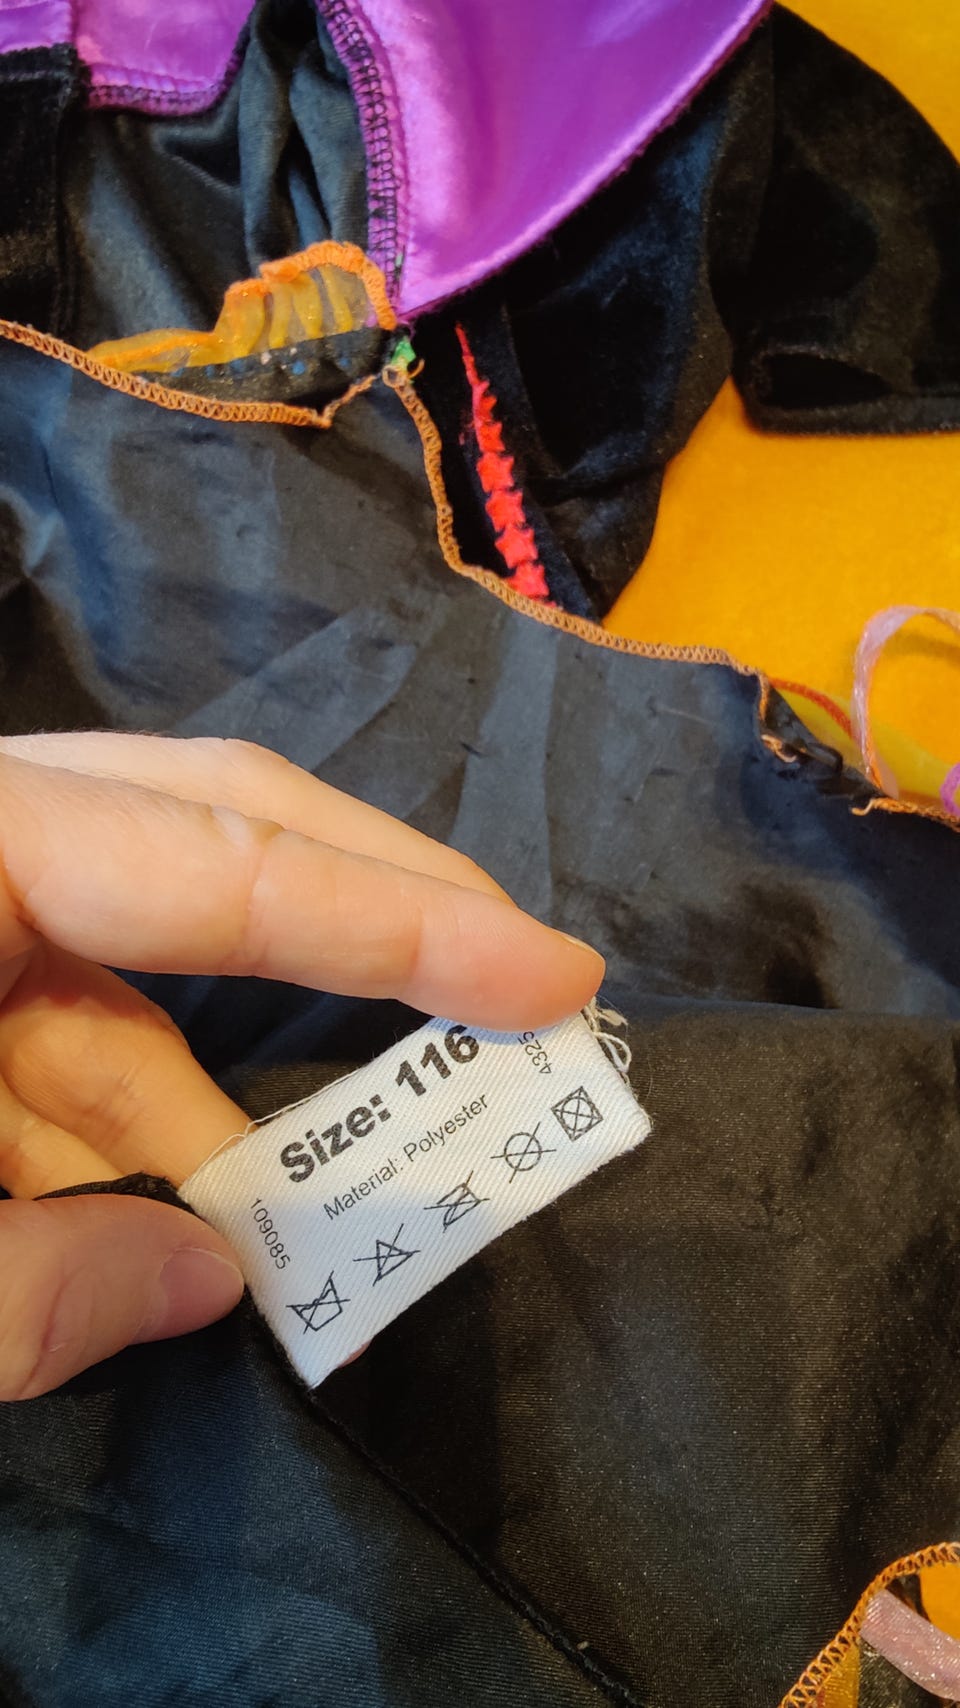 Size: 116
Material: Polyester
109085
4325